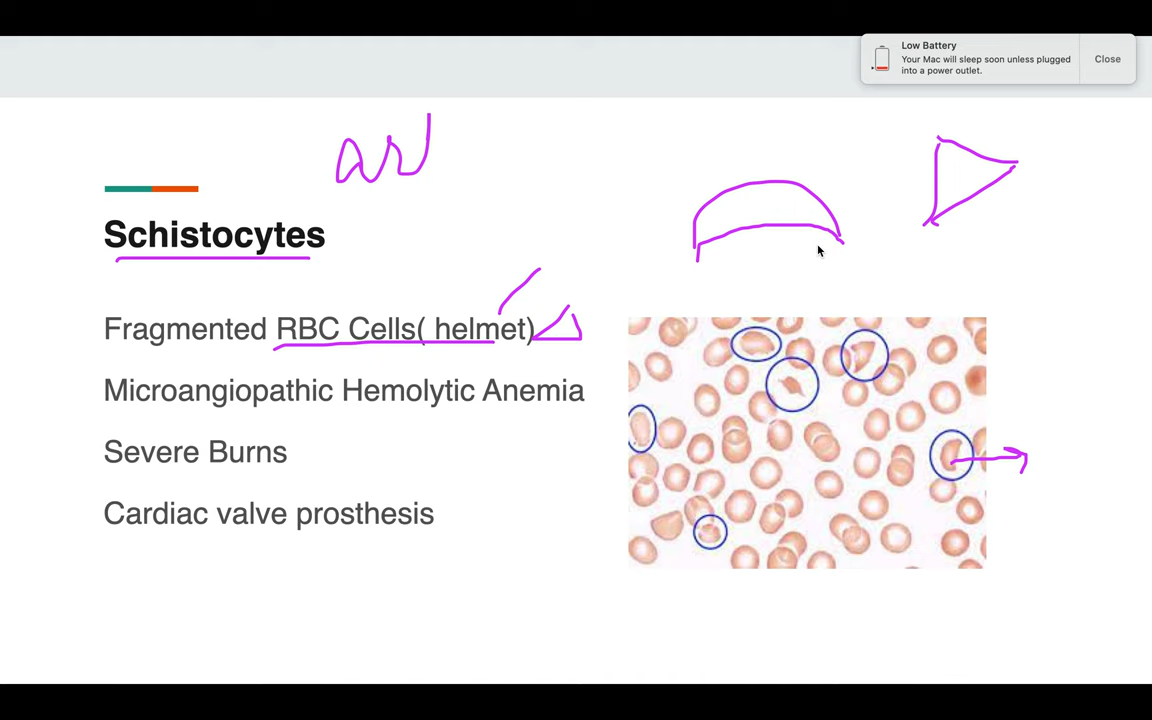 Low Battery
Your Mac will sleep soon unless plugged
into a power outlet.
Close
Schistocytes
Fragmented RBC Cells( helmet)
Microangiopathic Hemolytic Anemia
Severe Burns
Cardiac valve prosthesis